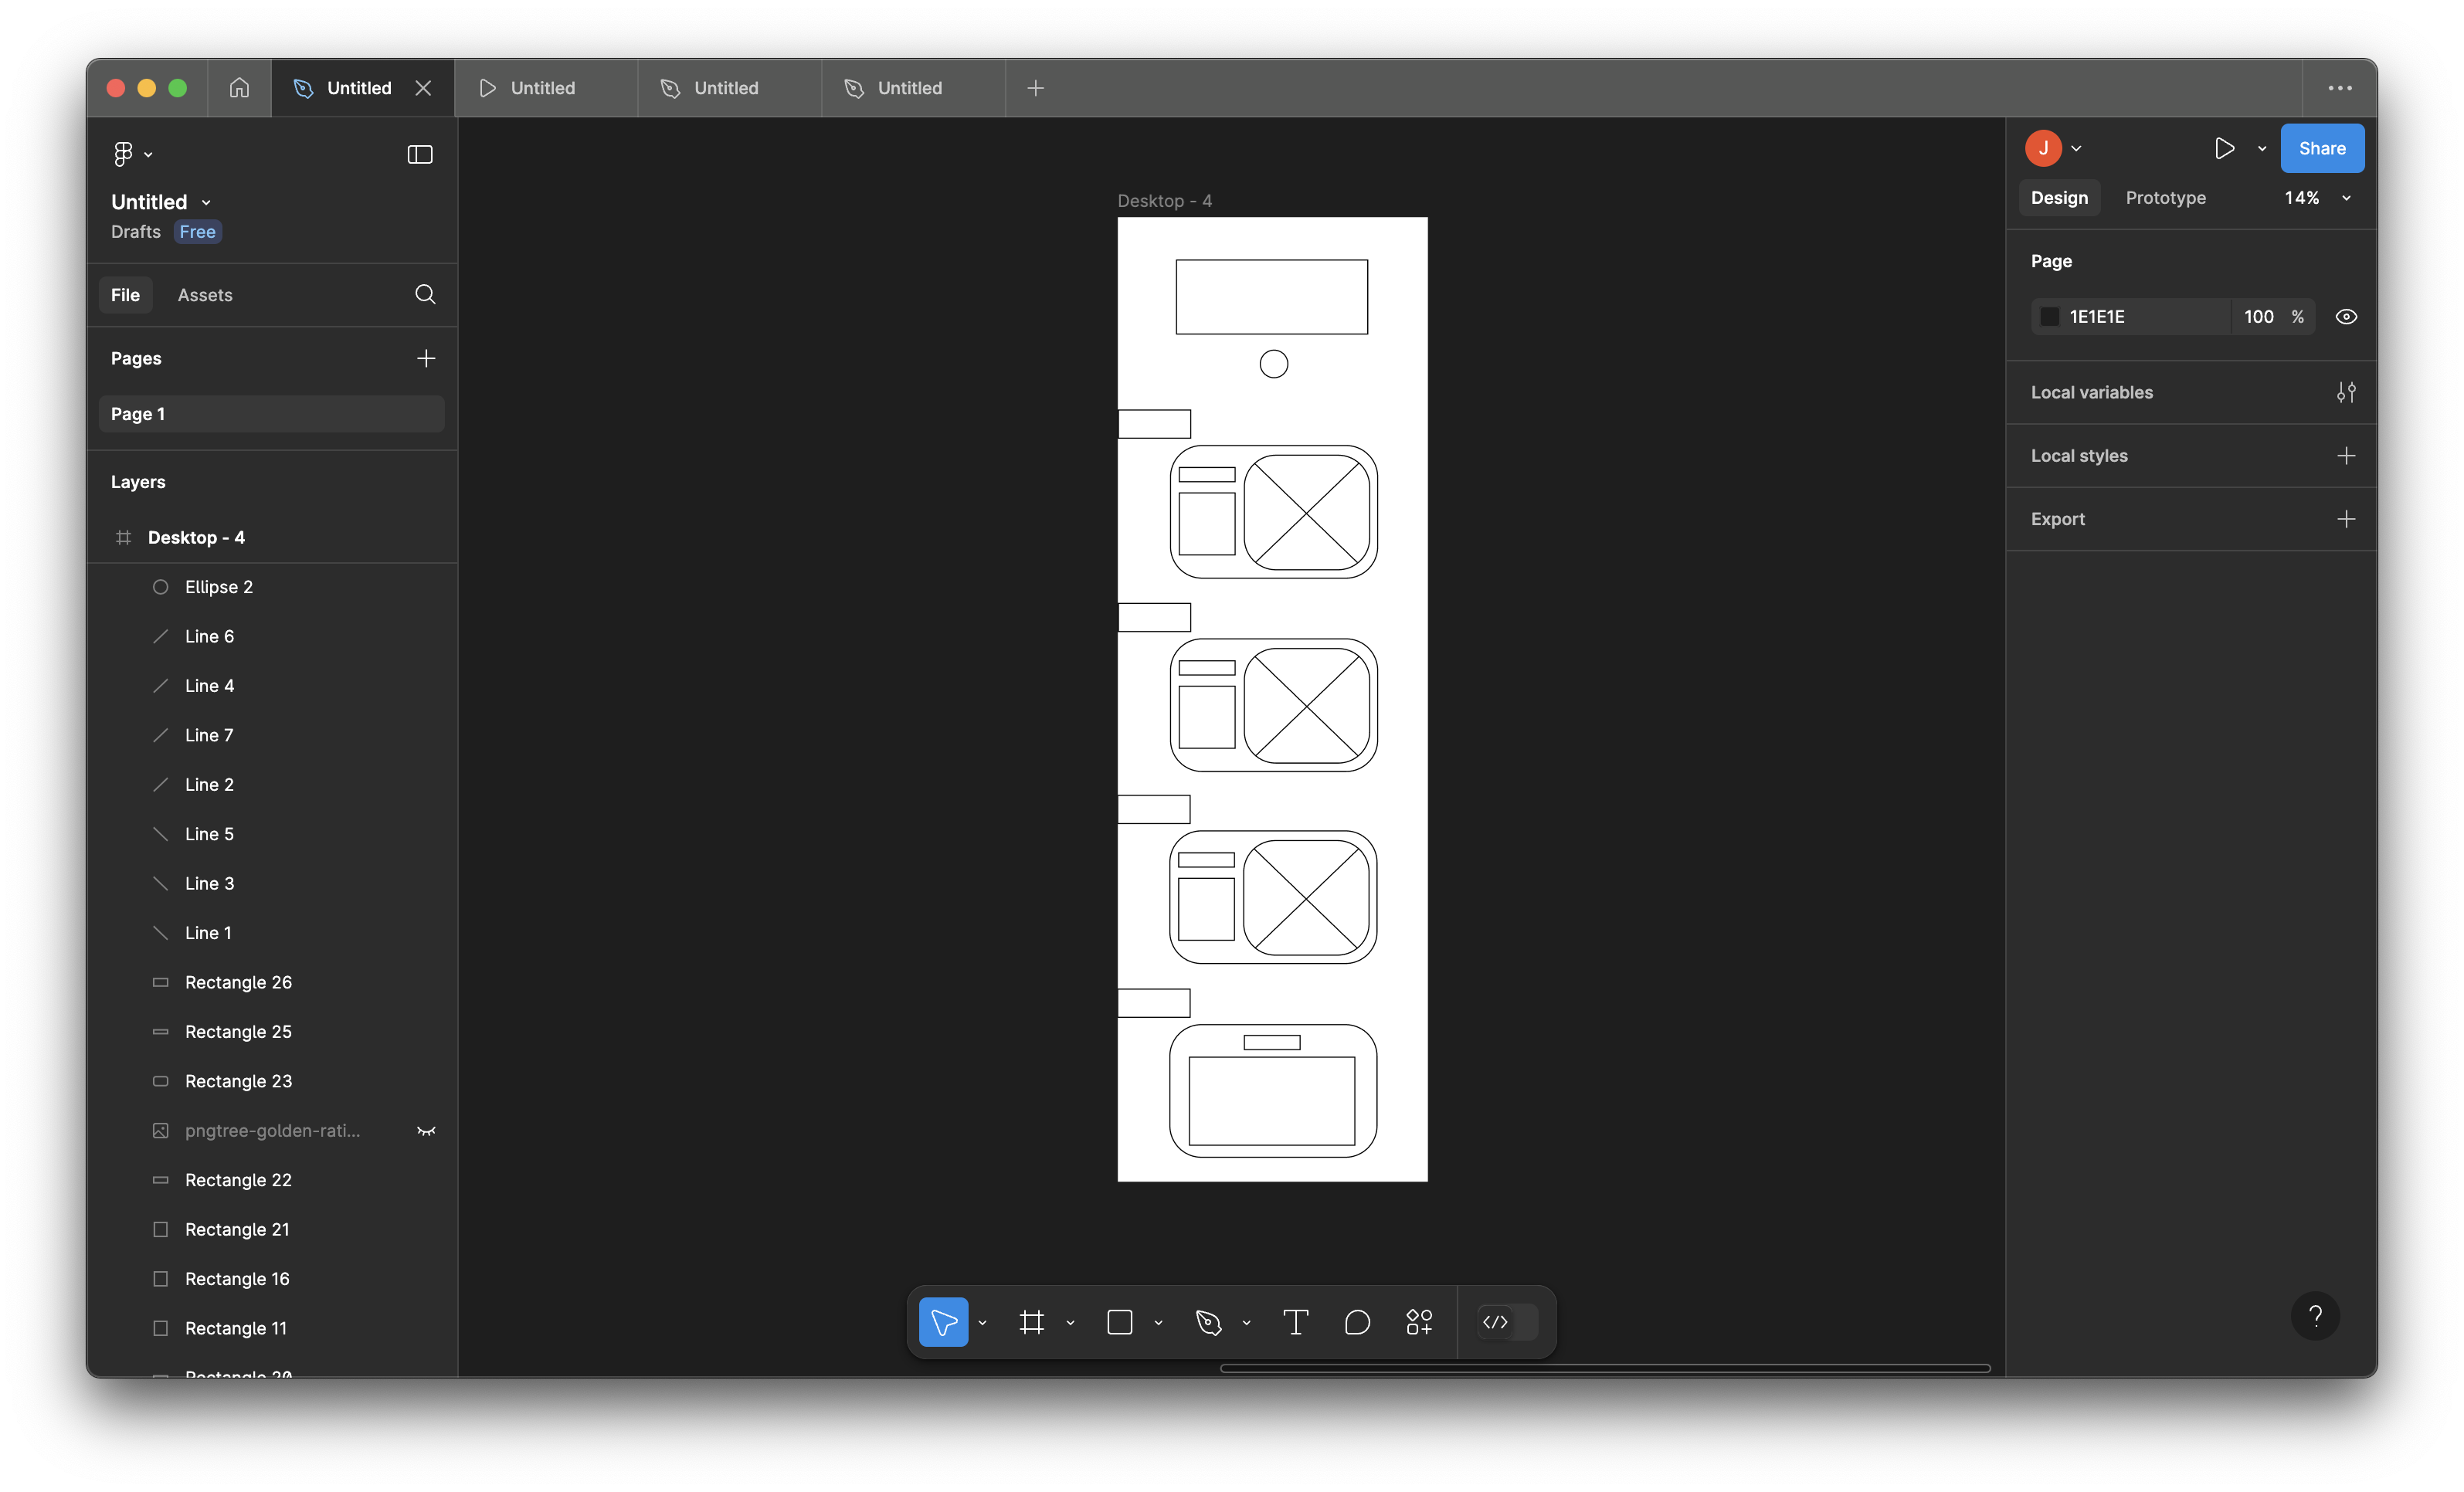 Untitled
Untitled
Untitled
Untitled
Untitled
Drafts Free
File Assets
Pages
Page 1
Layers
Desktop - 4
Ellipse 2
Line 6
Line 4
Line 7
Line 2
Line 5
Line 3
Line 1
Rectangle 26
Rectangle 25
Rectangle 23
pngtree-golden-rati...
Rectangle 22
Rectangle 21
Rectangle 16
Rectangle 11
Rectangle 20
Desktop - 4
J
Share
Design Prototype 14%
Page
1E1E1E 100 %
Local variables
Local styles
Export
?